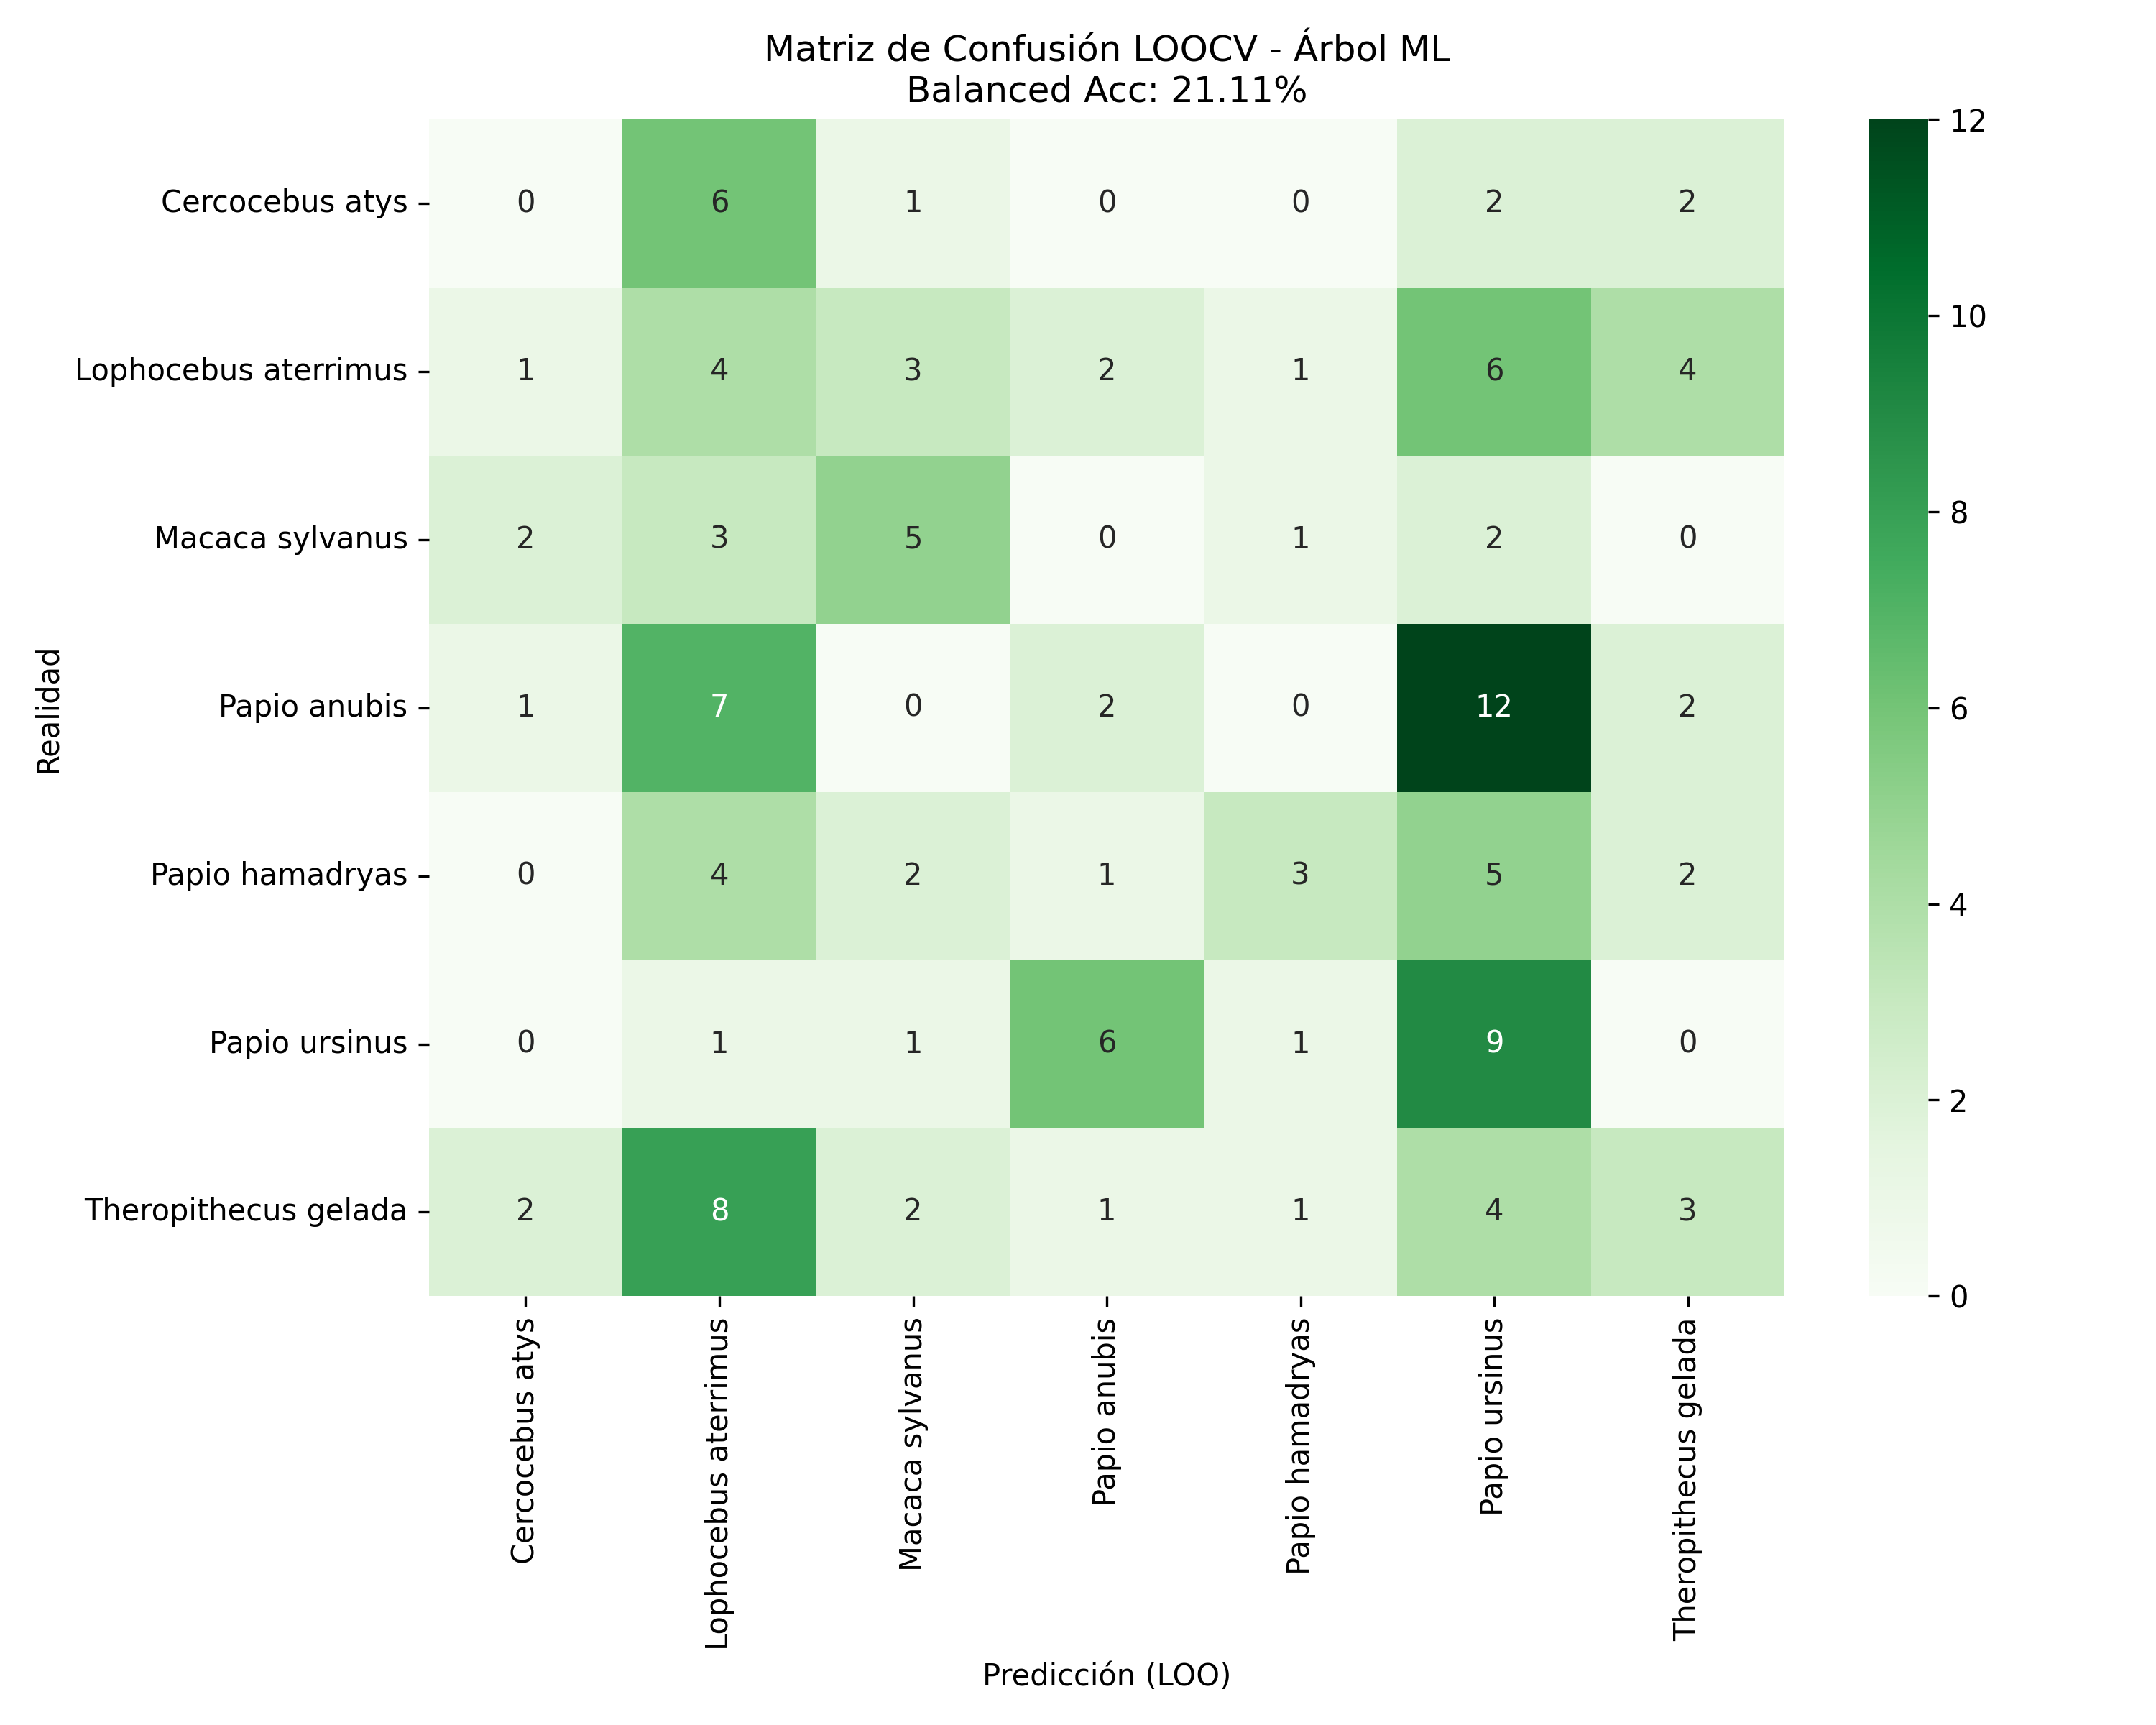 Matriz de Confusión LOOCV - Árbol ML
Balanced Acc: 21.11%
Cercocebus atys 0 6 1 0 0 2 2
Lophocebus aterrimus 1 4 3 2 1 6 4
Macaca sylvanus 2 3 5 0 1 2 0
Papio anubis 1 7 0 2 0 12 2
Papio hamadryas 0 4 2 1 3 5 2
Papio ursinus 0 1 1 6 1 9 0
Theropithecus gelada 2 8 2 1 1 4 3
Realidad
Cercocebus atys
Lophocebus aterrimus
Macaca sylvanus
Papio anubis
Papio hamadryas
Papio ursinus
Theropithecus gelada
Predicción (LOO)
12
10
8
6
4
2
0